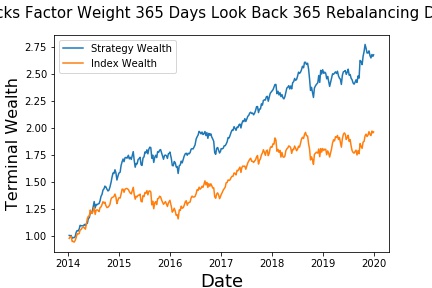 cks Factor Weight 365 Days Look Back 365 Rebalancing D
Strategy Wealth
Index Wealth
Terminal Wealth
2.75
2.50
2.25
2.00
1.75
1.50
1.25
1.00
2014 2015 2016 2017 2018 2019 2020
Date